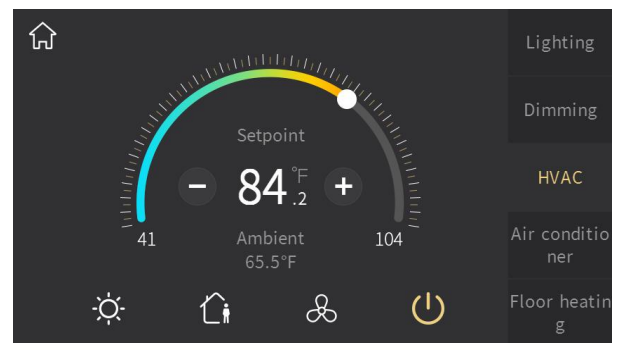 Lighting
Dimming
HVAC
Air conditio
ner
Floor heatin
g
Setpoint
84.2°F
41
104
Ambient
65.5°F